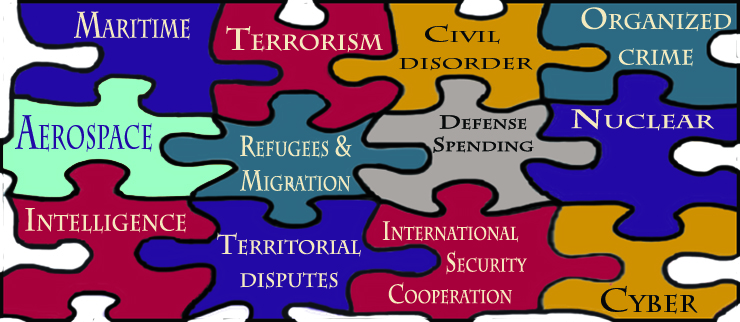 Maritime
Terrorism
Civil
disorder
Organized
crime
Aerospace
Refugees &
Migration
Defense
Spending
Nuclear
Intelligence
Territorial
disputes
International
Security
Cooperation
Cyber